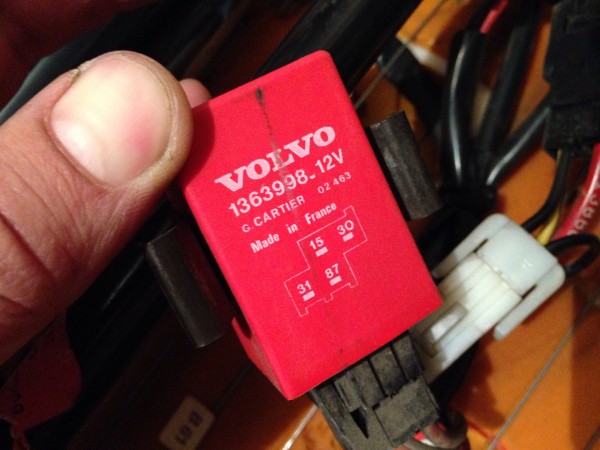 VOLVO
1363998-12V
G. CARTIER 02 463
Made in France
15 30
31 87